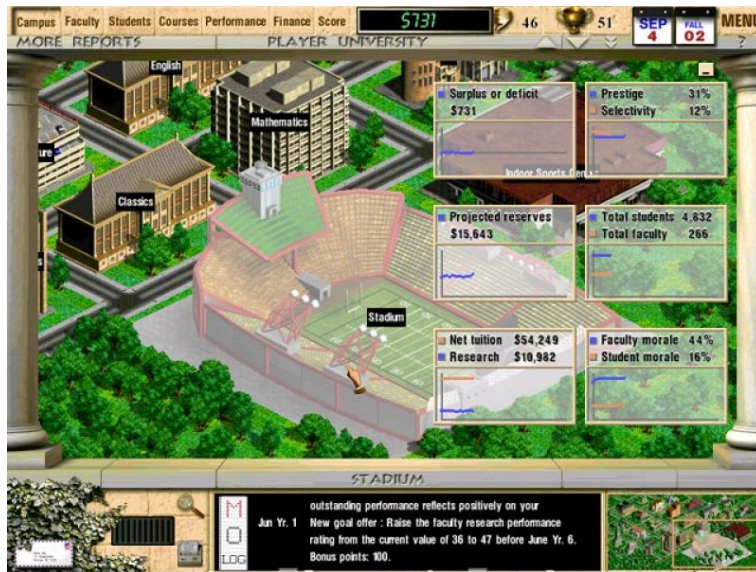 Campus Faculty Students Courses Performance Finance Score $731 46 51 SEP 4 FALL 02 MENU
MORE REPORTS PLAYER UNIVERSITY ?
English
Mathematics
Classics
Stadium
Surplus or deficit
$731
Prestige 31%
Selectivity 12%
Indoor Sports
Projected reserves
$15,643
Total students 4,832
Total faculty 266
Net tuition $54,249
Research $10,982
Faculty morale 44%
Student morale 16%
STADIUM
M
O
LOG
outstanding performance reflects positively on your
Jun Yr. 1 New goal offer : Raise the faculty research performance
rating from the current value of 36 to 47 before June Yr. 6.
Bonus points: 100.